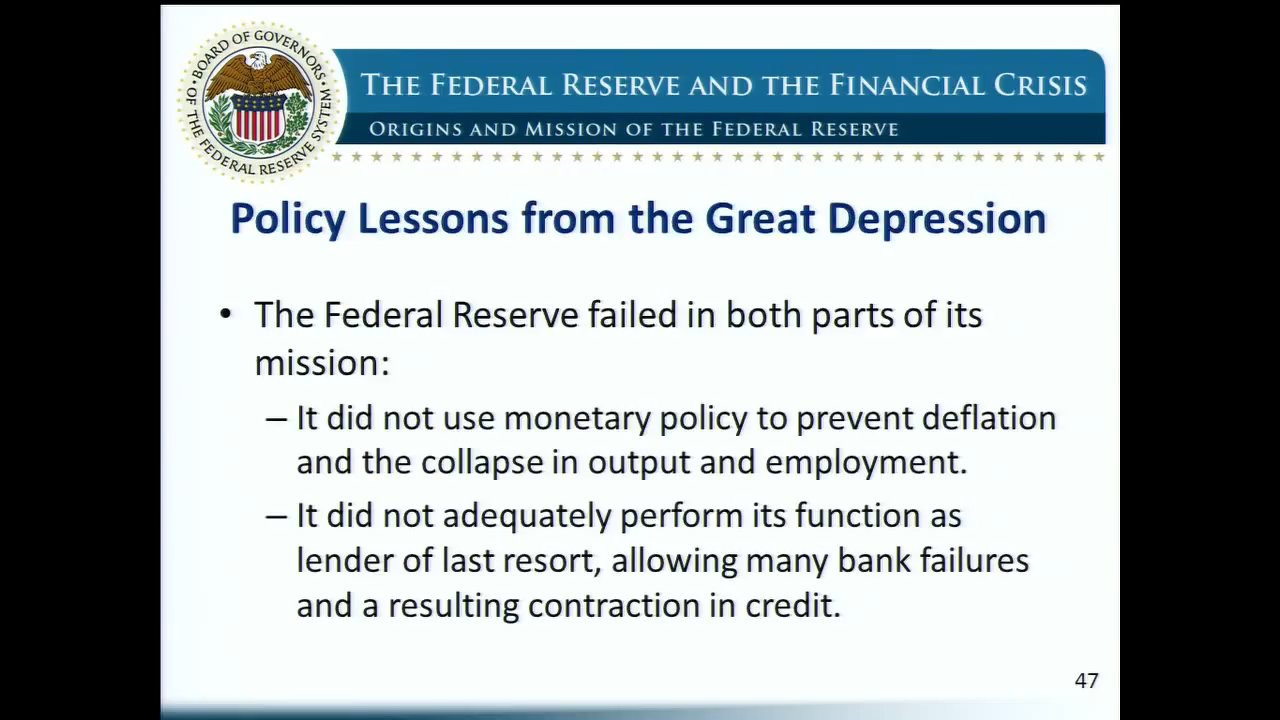 BOARD OF GOVERNORS
OF THE FEDERAL RESERVE SYSTEM
THE FEDERAL RESERVE AND THE FINANCIAL CRISIS
ORIGINS AND MISSION OF THE FEDERAL RESERVE
Policy Lessons from the Great Depression
• The Federal Reserve failed in both parts of its
mission:
– It did not use monetary policy to prevent deflation
and the collapse in output and employment.
– It did not adequately perform its function as
lender of last resort, allowing many bank failures
and a resulting contraction in credit.
47